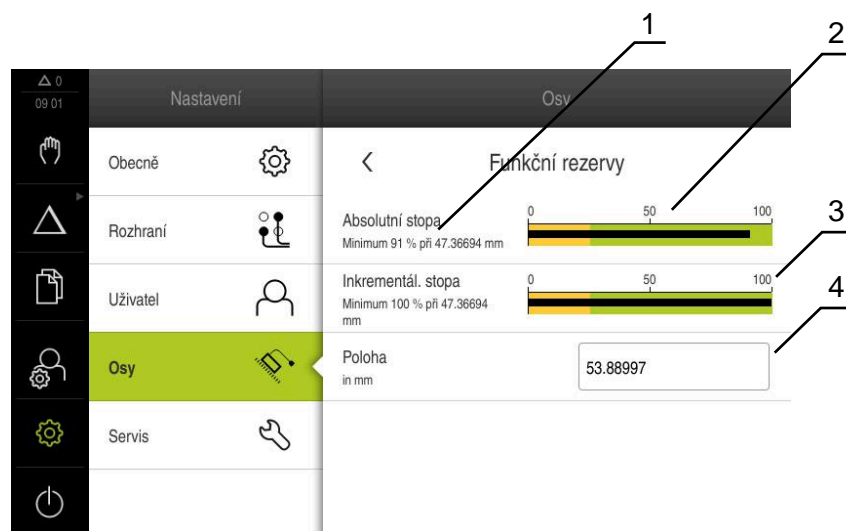 1
2
3
4
0
09 01
Nastavení
Osy
Obecně
Rozhraní
Uživatel
Osy
Servis
Funkční rezervy
Absolutní stopa
Minimum 91 % při 47.36694 mm
0 50 100
Inkrementál. stopa
Minimum 100 % při 47.36694
mm
0 50 100
Poloha
in mm
53.88997